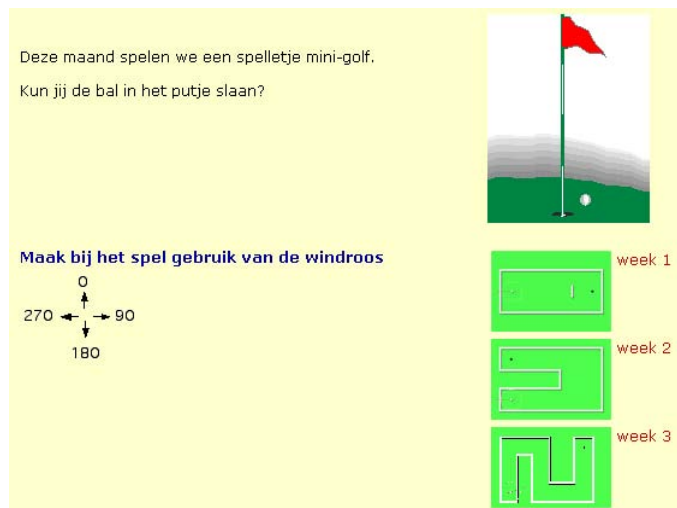 Deze maand spelen we een spelletje mini-golf.
Kun jij de bal in het putje slaan?
Maak bij het spel gebruik van de windroos
0
270 90
180
week 1
week 2
week 3